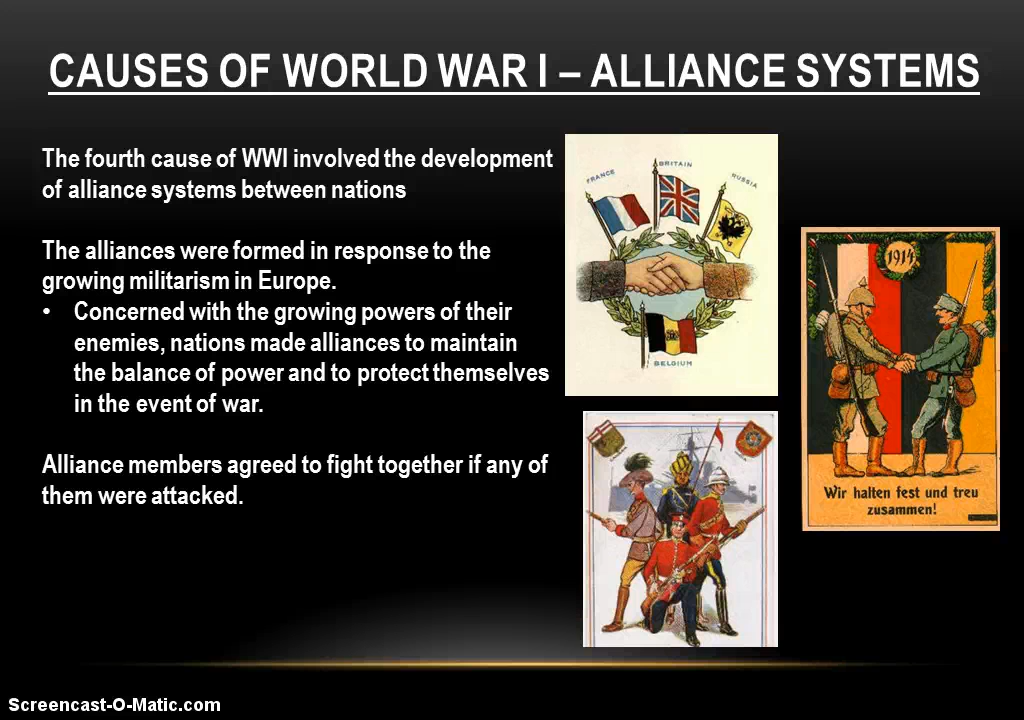 CAUSES OF WORLD WAR I – ALLIANCE SYSTEMS
The fourth cause of WWI involved the development
of alliance systems between nations
The alliances were formed in response to the
growing militarism in Europe.
• Concerned with the growing powers of their
enemies, nations made alliances to maintain
the balance of power and to protect themselves
in the event of war.
Alliance members agreed to fight together if any of
them were attacked.
FRANCE
BRITAIN
RUSSIA
BELGIUM
1914
Wir halten fest und treu
zusammen!
Screencast-O-Matic.com